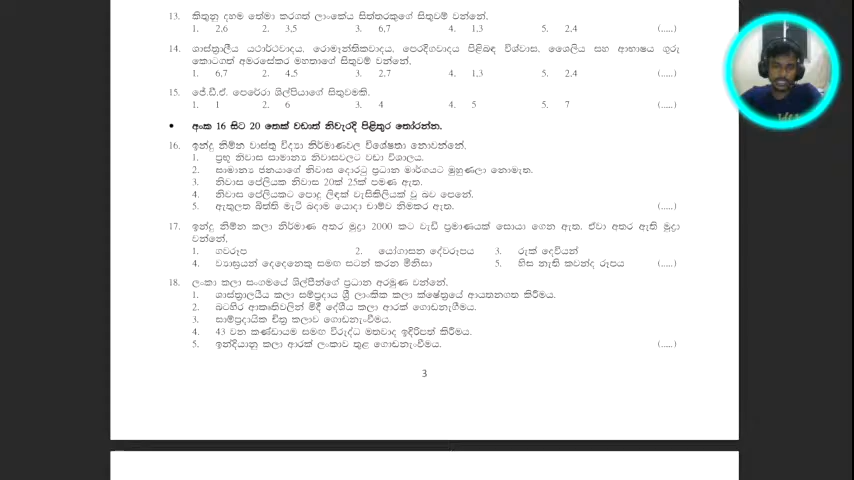 13. කිතුනු දහම තේමා කරගත් ලාංකේය සිත්තරකුගේ සිතුවම් වන්නේ,
1. 2,6 2. 3,5 3. 6,7 4. 1,3 5. 2,4 (.....)
14. ශාස්ත්‍රාලීය යථාර්ථවාදය, රොමෑන්තිකවාදය, පෙරදිගවාදය පිළිබඳ විශ්වාස, ශෛලිය සහ ආභාෂය ගුරු
කොටගත් අමරසේකර මහතාගේ සිතුවම් වන්නේ,
1. 6,7 2. 4,5 3. 2,7 4. 1,3 5. 2,4 (.....)
15. ජේ.ඩී.ඒ. පෙරේරා ශිල්පියාගේ සිතුවමකි.
1. 1 2. 6 3. 4 4. 5 5. 7 (.....)
• අංක 16 සිට 20 තෙක් වඩාත් නිවැරදි පිළිතුර තෝරන්න.
16. ඉන්දු නිම්න වාස්තු විද්‍යා නිර්මාණවල විශේෂතා නොවන්නේ,
1. ප්‍රභූ නිවාස සාමාන්‍ය නිවාසවලට වඩා විශාලය.
2. සාමාන්‍ය ජනයාගේ නිවාස දොරටු ප්‍රධාන මාර්ගයට මුහුණලා නොමැත.
3. නිවාස පේලියක නිවාස 20ක් 25ක් පමණ ඇත.
4. නිවාස පේලියකට පොදු ළිඳක් වැසිකිලියක් වූ බව පෙනේ.
5. ඇතුලත බිත්ති මැටි බදාම යොදා චාම්ව නිමකර ඇත. (.....)
17. ඉන්දු නිම්න කලා නිර්මාණ අතර මුද්‍රා 2000 කට වැඩි ප්‍රමාණයක් සොයා ගෙන ඇත. ඒවා අතර ඇති මුද්‍රා
වන්නේ,
1. ගවරූප 2. යෝගාසන දේවරූපය 3. රුක් දෙවියන්
4. ව්‍යාඝ්‍රයන් දෙදෙනෙකු සමඟ සටන් කරන මිනිසා 5. හිස නැති කවන්ද රූපය (.....)
18. ලංකා කලා සංගමයේ ශිල්පීන්ගේ ප්‍රධාන අරමුණ වන්නේ.
1. ශාස්ත්‍රාලයීය කලා සම්ප්‍රදාය ශ්‍රී ලාංකික කලා ක්ෂේත්‍රයේ ආයතනගත කිරීමය.
2. බටහිර ආකෘතිවලින් මිදී දේශීය කලා ආරක් ගොඩනැගීමය.
3. සාම්ප්‍රදායික චිත්‍ර කලාව ගොඩනැංවීමය.
4. 43 වන කණ්ඩායම සමඟ විරුද්ධ මතවාද ඉදිරිපත් කිරීමය.
5. ඉන්දියානු කලා ආරක් ලංකාව තුළ ගොඩනැංවීමය. (.....)
3